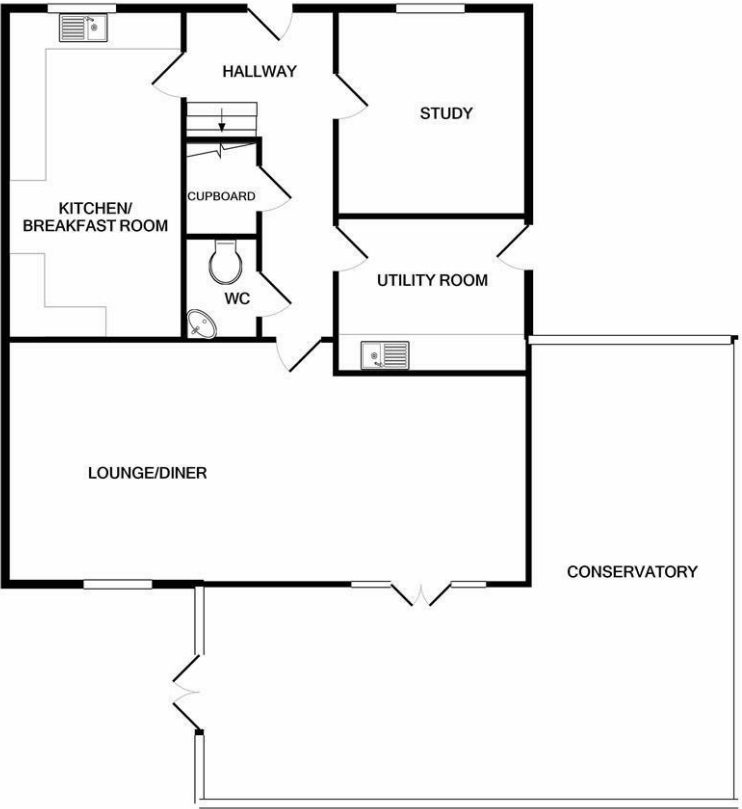 HALLWAY
STUDY
CUPBOARD
KITCHEN/
BREAKFAST ROOM
UTILITY ROOM
WC
LOUNGE/DINER
CONSERVATORY